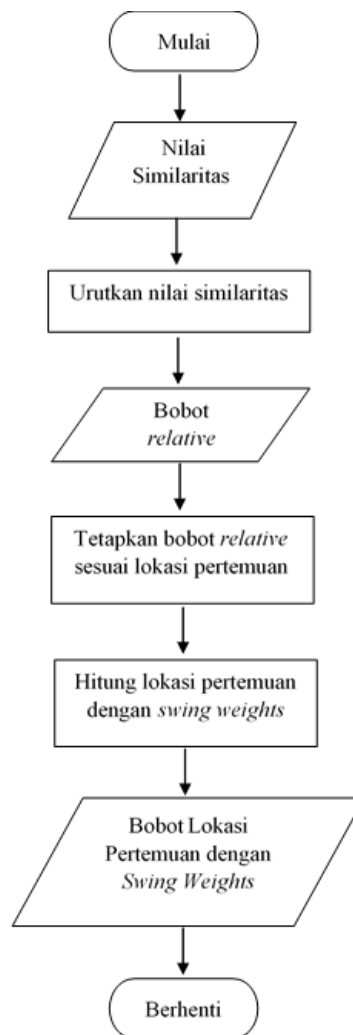 Mulai
Nilai
Similaritas
Urutkan nilai similaritas
Bobot
relative
Tetapkan bobot relative
sesuai lokasi pertemuan
Hitung lokasi pertemuan
dengan swing weights
Bobot Lokasi
Pertemuan dengan
Swing Weights
Berhenti